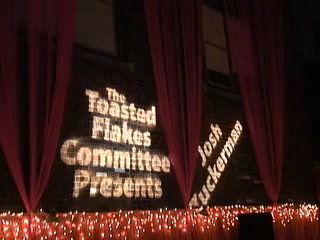 The
Toasted
Flakes
Committee
Presents
Josh
Zuckerman